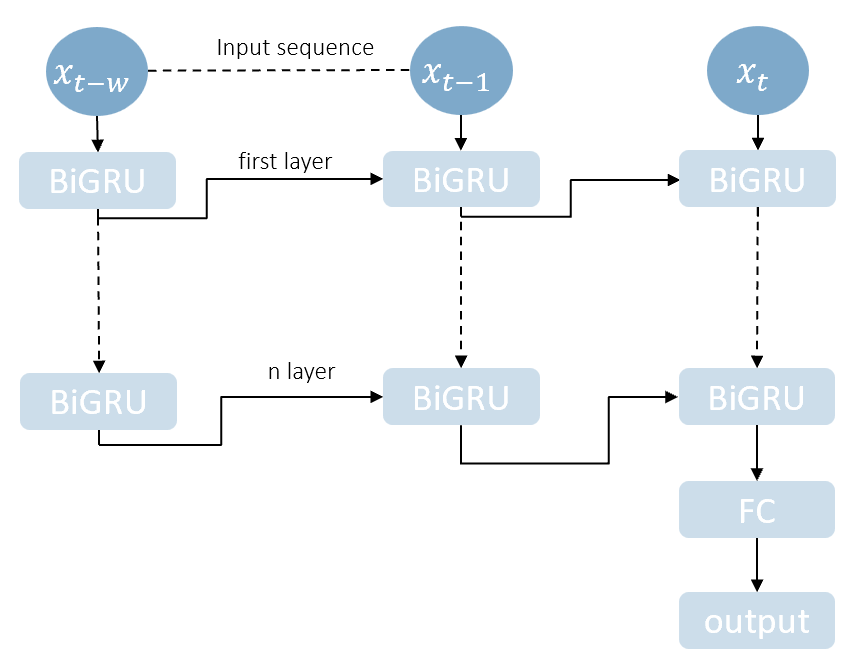 Input sequence
x_{t-w}
x_{t-1}
x_t
first layer
BiGRU
BiGRU
BiGRU
n layer
BiGRU
BiGRU
BiGRU
FC
output